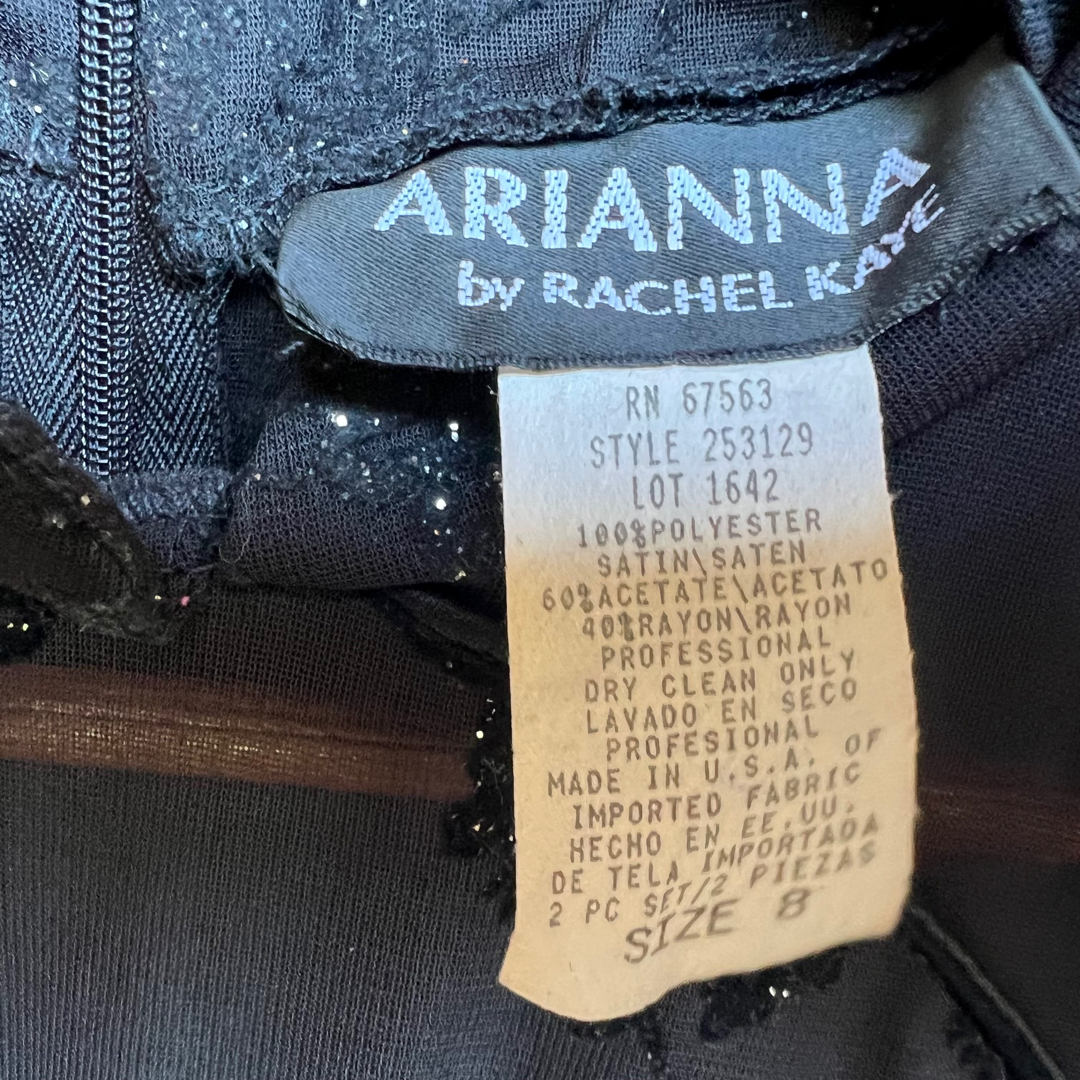 ARIANNA
by RACHEL KAYE
RN 67563
STYLE 253129
LOT 1642
100%POLYESTER
SATIN\SATEN
60%ACETATE\ACETATO
40%RAYON\RAYON
PROFESSIONAL
DRY CLEAN ONLY
LAVADO EN SECO
PROFESIONAL
MADE IN U.S.A. OF
IMPORTED FABRIC
HECHO EN EE.UU.
DE TELA IMPORTADA
2 PC SET/2 PIEZAS
SIZE 8